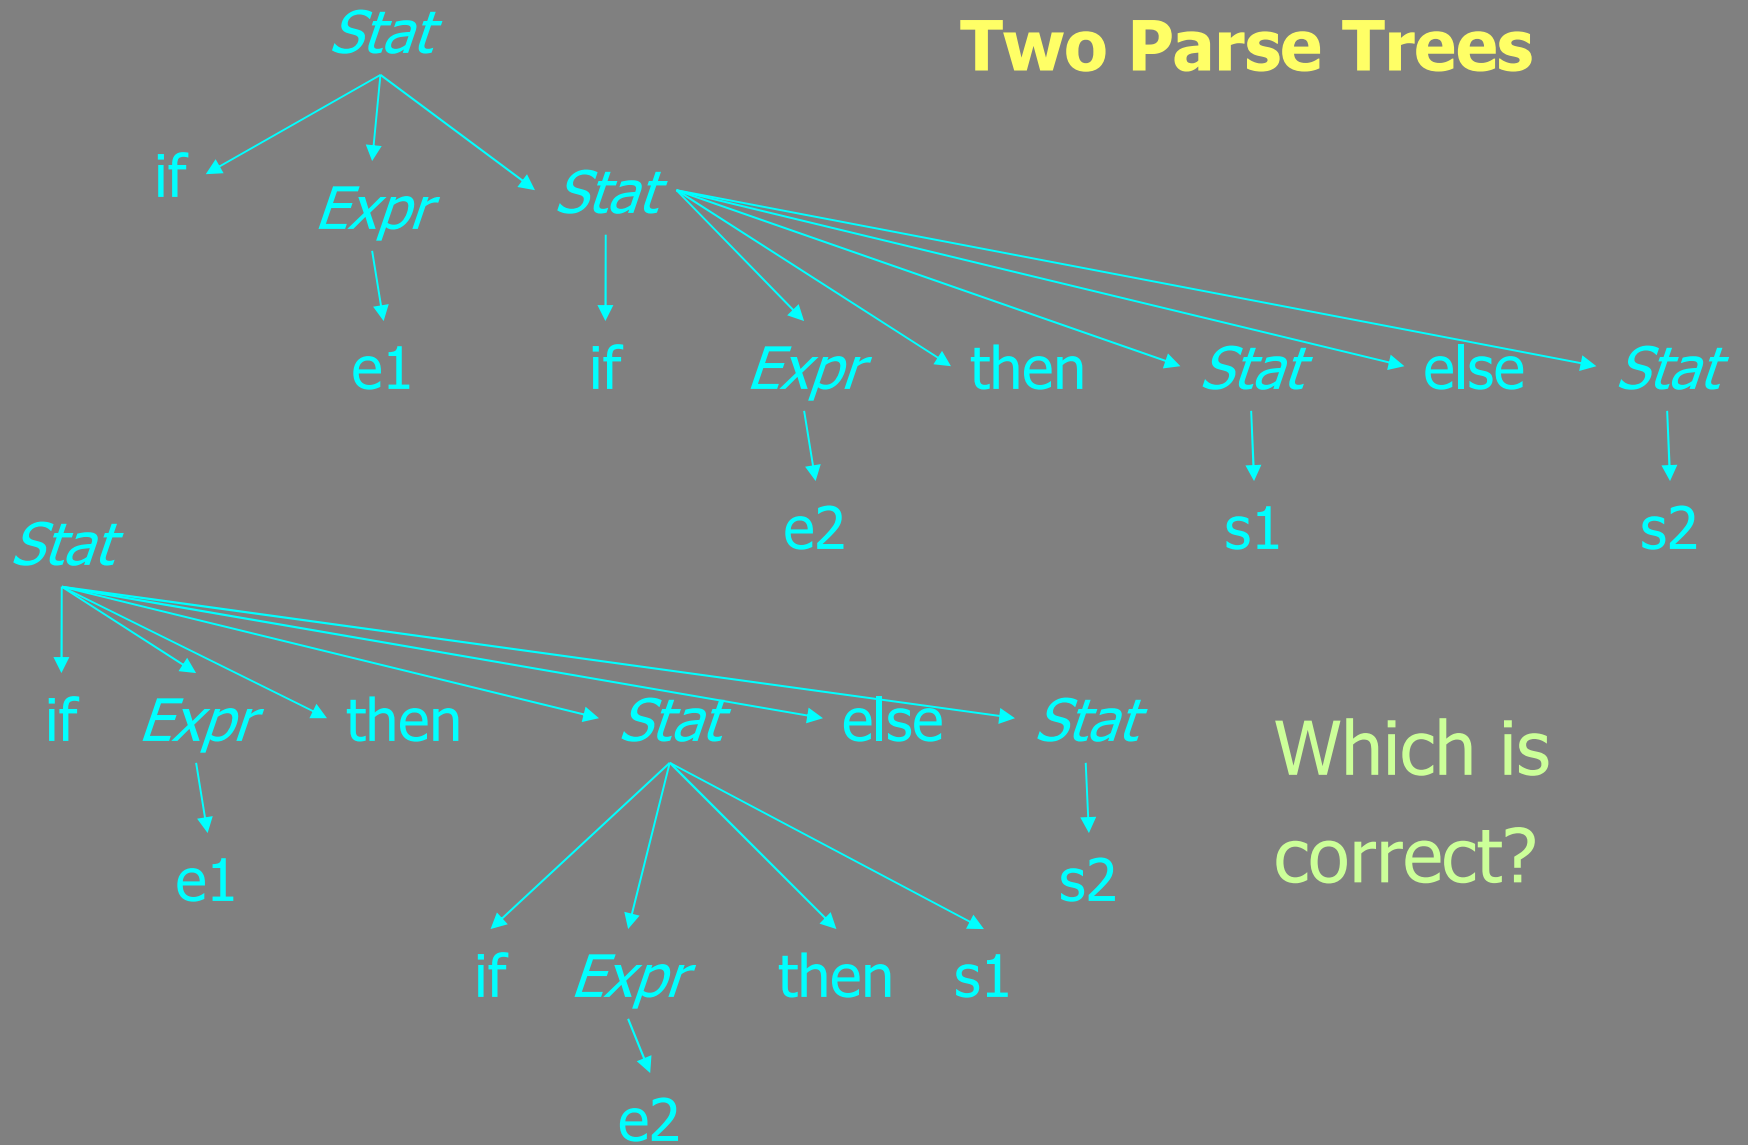 Two Parse Trees
Stat
if Expr Stat
e1 if Expr then Stat else Stat
e2 s1 s2
Stat
if Expr then Stat else Stat
e1 s2
if Expr then s1
e2
Which is
correct?